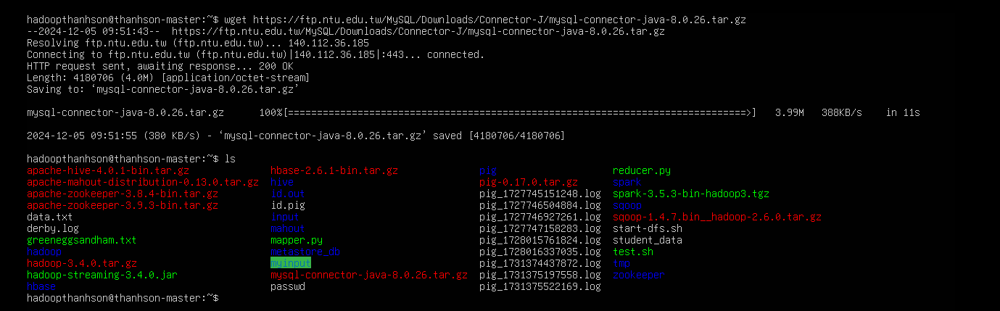 hadoopthanhson@thanhson-master:~$ wget https://ftp.ntu.edu.tw/MySQL/Downloads/Connector-J/mysql-connector-java-8.0.26.tar.gz
--2024-12-05 09:51:43--  https://ftp.ntu.edu.tw/MySQL/Downloads/Connector-J/mysql-connector-java-8.0.26.tar.gz
Resolving ftp.ntu.edu.tw (ftp.ntu.edu.tw)... 140.112.36.185
Connecting to ftp.ntu.edu.tw (ftp.ntu.edu.tw)|140.112.36.185|:443... connected.
HTTP request sent, awaiting response... 200 OK
Length: 4180706 (4.0M) [application/octet-stream]
Saving to: ‘mysql-connector-java-8.0.26.tar.gz’
mysql-connector-java-8.0.26.tar.gz      100%[===============================================================================>]   3.99M   388KB/s    in 11s
2024-12-05 09:51:55 (380 KB/s) - ‘mysql-connector-java-8.0.26.tar.gz’ saved [4180706/4180706]
hadoopthanhson@thanhson-master:~$ ls
apache-hive-4.0.1-bin.tar.gz              hbase-2.6.1-bin.tar.gz              pig                    reducer.py
apache-mahout-distribution-0.13.0.tar.gz  hive                                pig-0.17.0.tar.gz      spark
apache-zookeeper-3.8.4-bin.tar.gz         id.out                              pig_1727745151248.log  spark-3.5.3-bin-hadoop3.tgz
apache-zookeeper-3.9.3-bin.tar.gz         id.pig                              pig_1727746504884.log  sqoop
data.txt                                  input                               pig_1727746927261.log  sqoop-1.4.7.bin__hadoop-2.6.0.tar.gz
derby.log                                 mahout                              pig_1727747158283.log  start-dfs.sh
greeneggsandham.txt                       mapper.py                           pig_1728015761824.log  student_data
hadoop                                    metastore_db                        pig_1728016337035.log  test.sh
hadoop-3.4.0.tar.gz                       myinput                             pig_1731374437872.log  tmp
hadoop-streaming-3.4.0.jar                mysql-connector-java-8.0.26.tar.gz  pig_1731375197558.log  zookeeper
hbase                                     passwd                              pig_1731375522169.log
hadoopthanhson@thanhson-master:~$